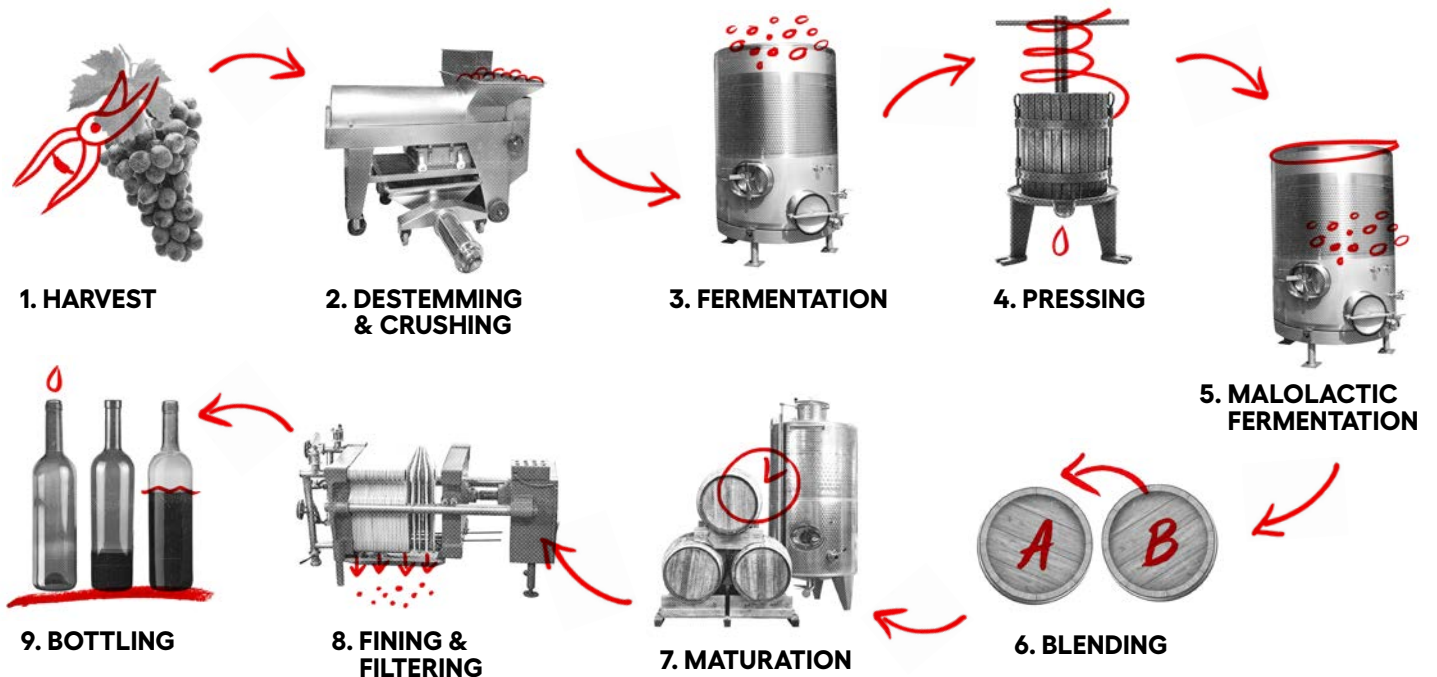 1. HARVEST
2. DESTEMMING
& CRUSHING
3. FERMENTATION
4. PRESSING
5. MALOLACTIC
FERMENTATION
A
B
6. BLENDING
7. MATURATION
8. FINING &
FILTERING
9. BOTTLING